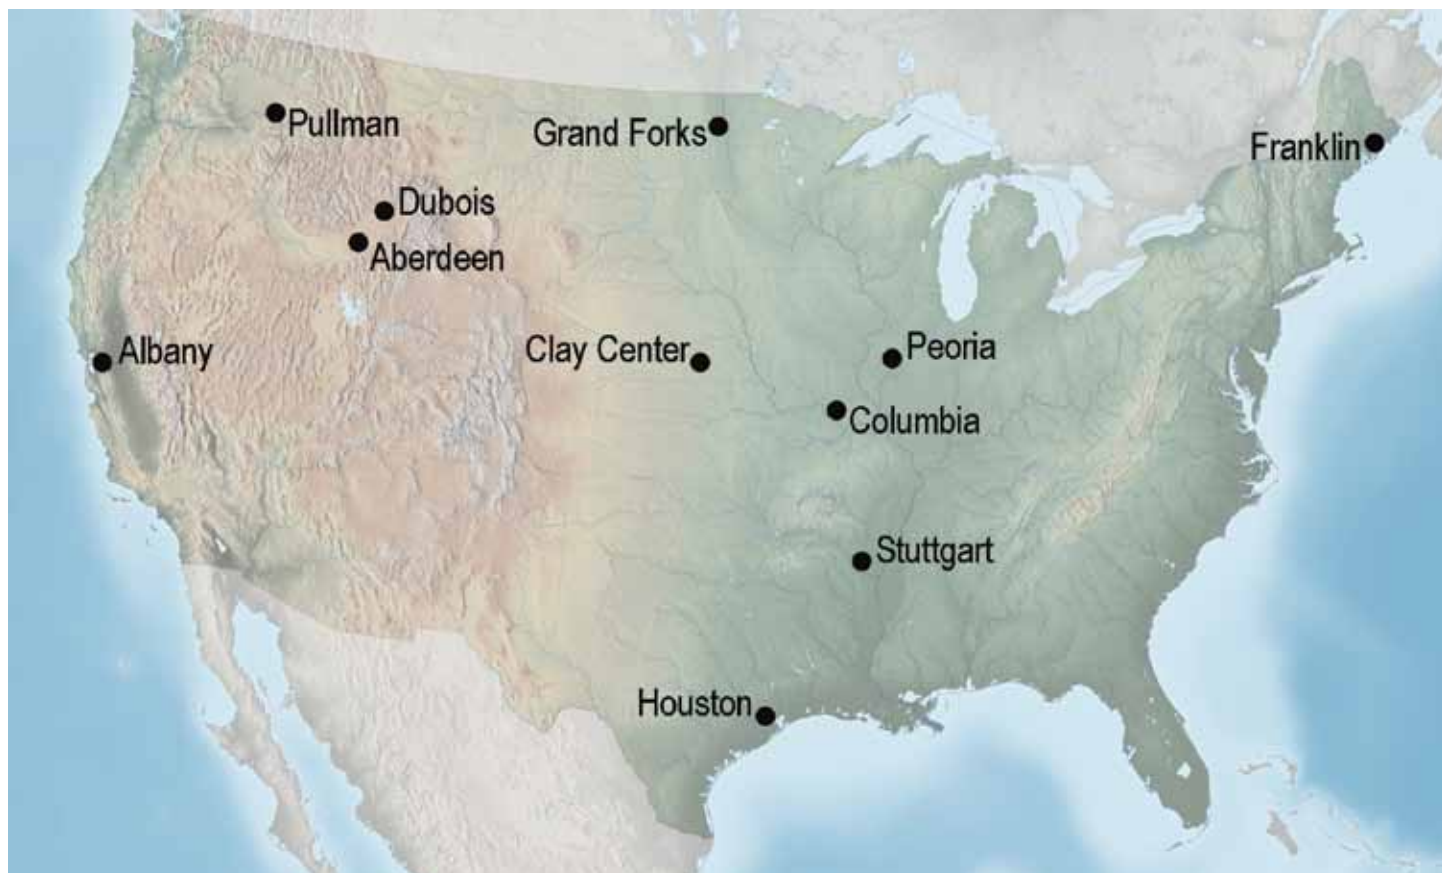 Pullman
Grand Forks
Franklin
Dubois
Aberdeen
Albany
Clay Center
Peoria
Columbia
Stuttgart
Houston